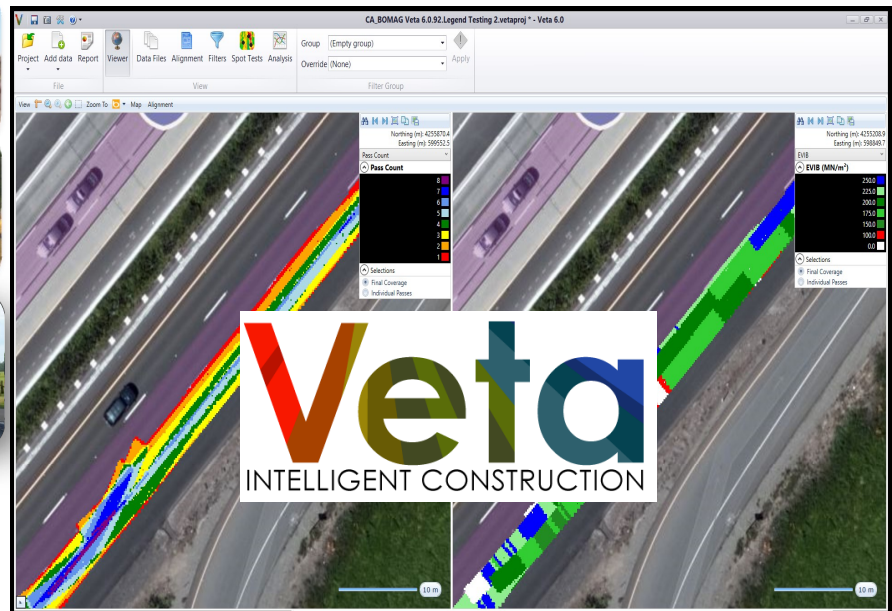 CA_BOMAG Veta 6.0.92.Legend Testing 2.vetaproj * - Veta 6.0
Project Add data Report Viewer Data Files Alignment Filters Spot Tests Analysis
Group (Empty group)
Override (None)
Apply
File View Filter Group
View Zoom To Map Alignment
Northing (m): 4255870.4
Easting (m): 599552.5
Pass Count
Pass Count
8
7
6
5
4
3
2
1
Selections
Final Coverage
Individual Passes
Northing (m): 4255208.9
Easting (m): 598849.7
EVIB
EVIB (MN/m²)
250.0
225.0
200.0
175.0
150.0
100.0
0.0
Selections
Final Coverage
Individual Passes
Veta
INTELLIGENT CONSTRUCTION
10 m
10 m